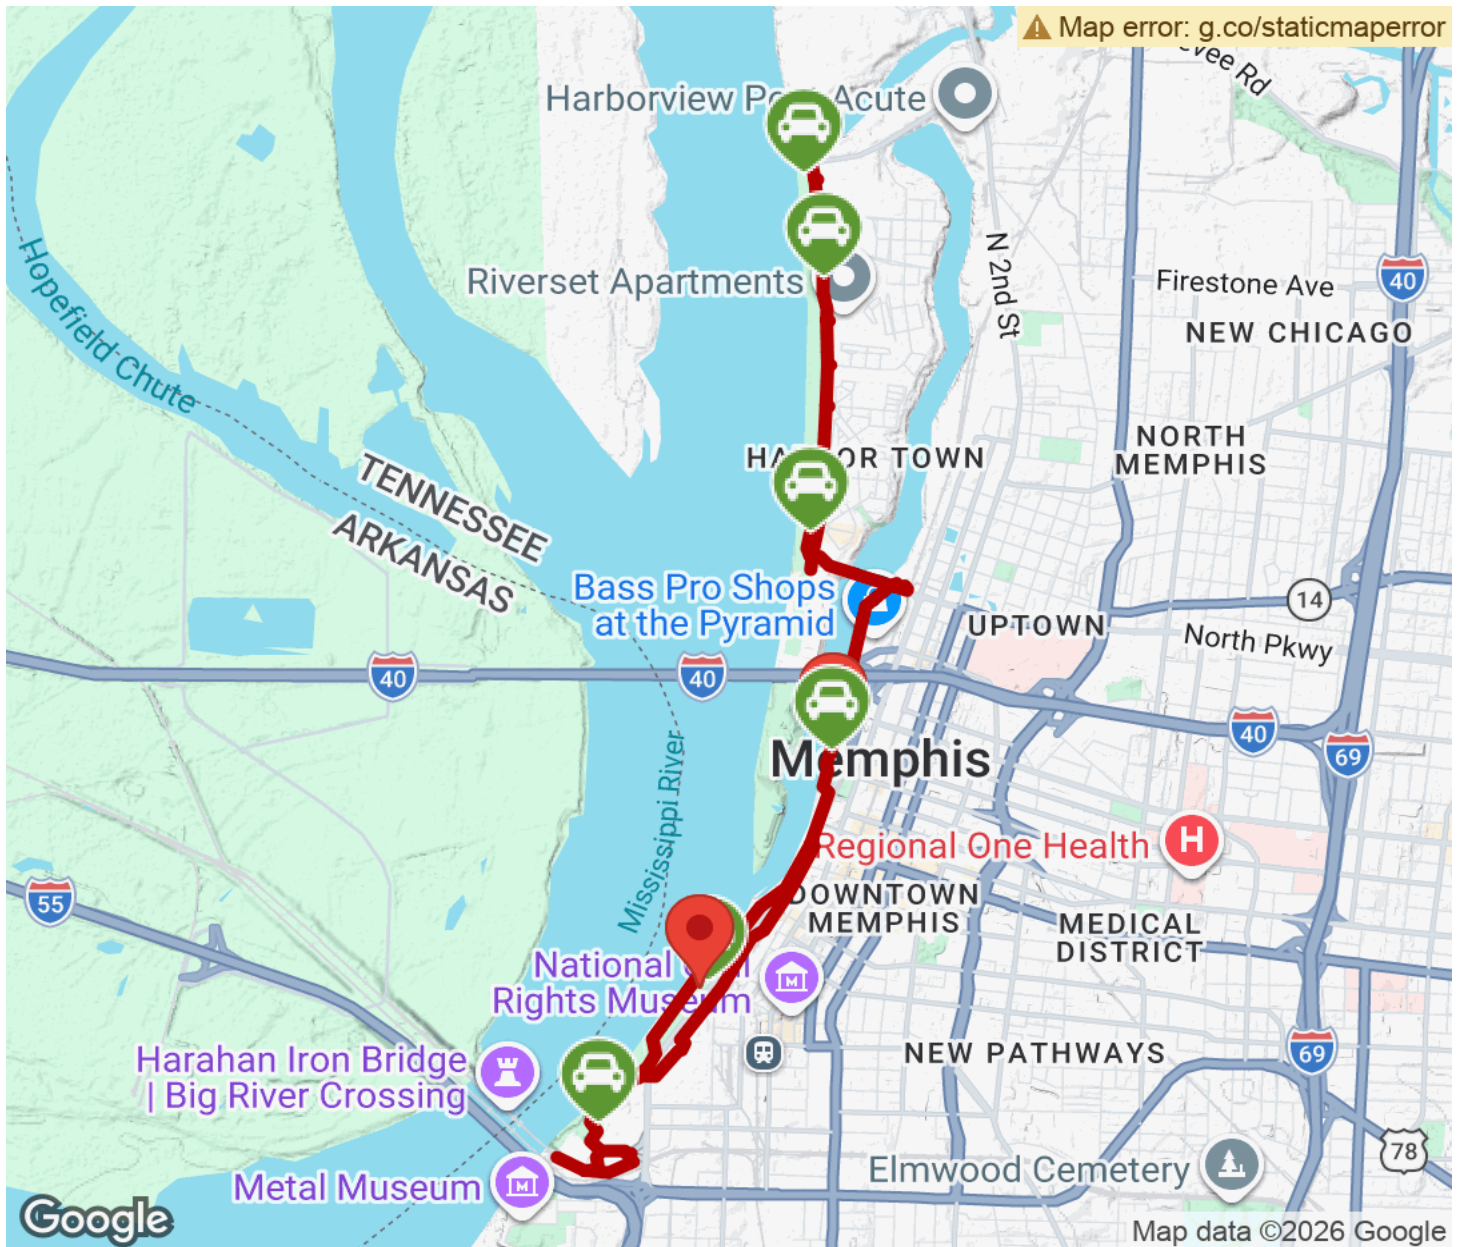 Map error: g.co/staticmaperror
Rd
Harborview
Acute
Riverset Apartments
N 2nd St
Firestone Ave
40
NEW CHICAGO
Hopefield Chute
NORTH
MEMPHIS
TOWN
TENNESSEE
ARKANSAS
Bass Pro Shops
at the Pyramid
14
UPTOWN
North Pkwy
40
40
40
69
Memphis
Mississippi River
Regional One Health
H
55
DOWNTOWN
MEMPHIS
MEDICAL
DISTRICT
National Civil
Rights Museum
NEW PATHWAYS
69
Harahan Iron Bridge
| Big River Crossing
78
Elmwood Cemetery
Metal Museum
Google
Map data ©2026 Google